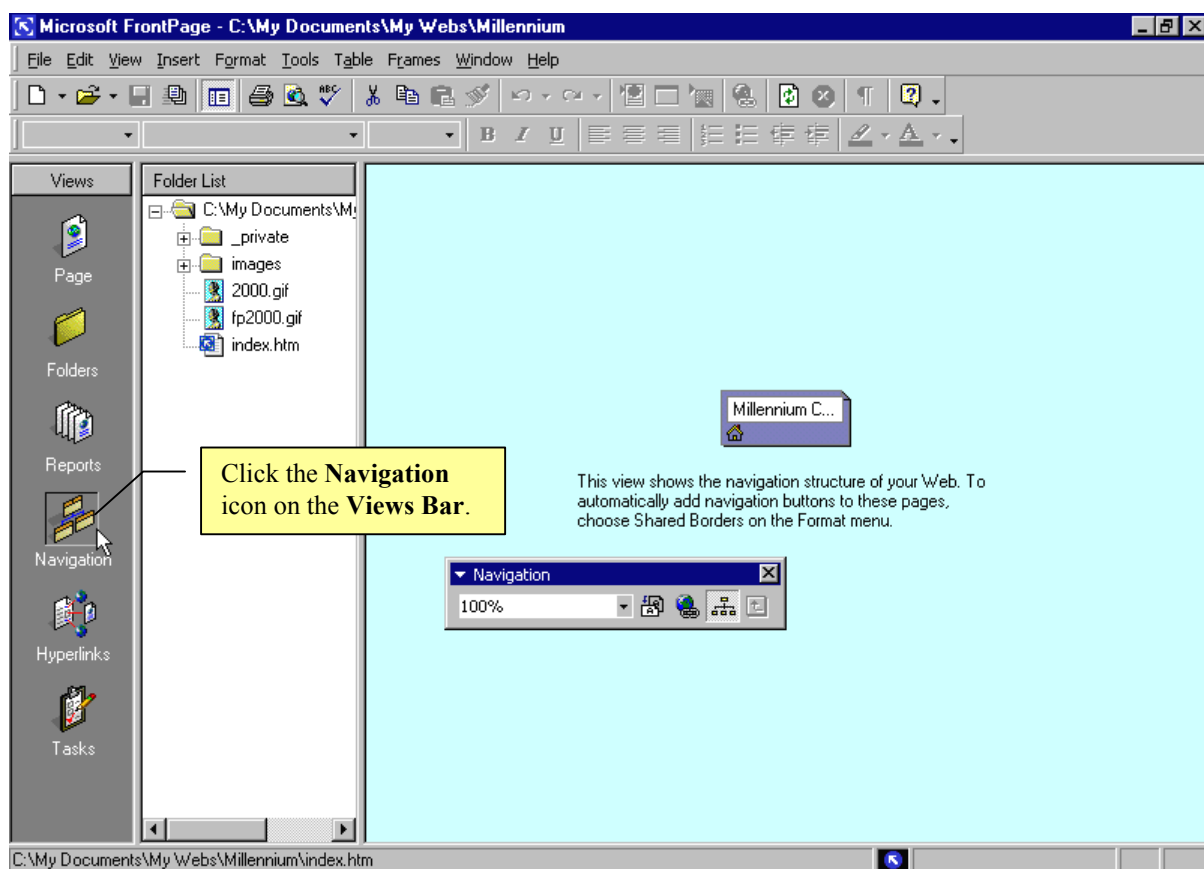 Microsoft FrontPage - C:\My Documents\My Webs\Millennium
File Edit View Insert Format Tools Table Frames Window Help
ABC
B I U A
Views
Folder List
C:\My Documents\My
_private
images
2000.gif
fp2000.gif
index.htm
Page
Folders
Reports
Navigation
Hyperlinks
Tasks
Click the Navigation
icon on the Views Bar.
Millennium C...
This view shows the navigation structure of your Web. To
automatically add navigation buttons to these pages,
choose Shared Borders on the Format menu.
Navigation
100%
C:\My Documents\My Webs\Millennium\index.htm